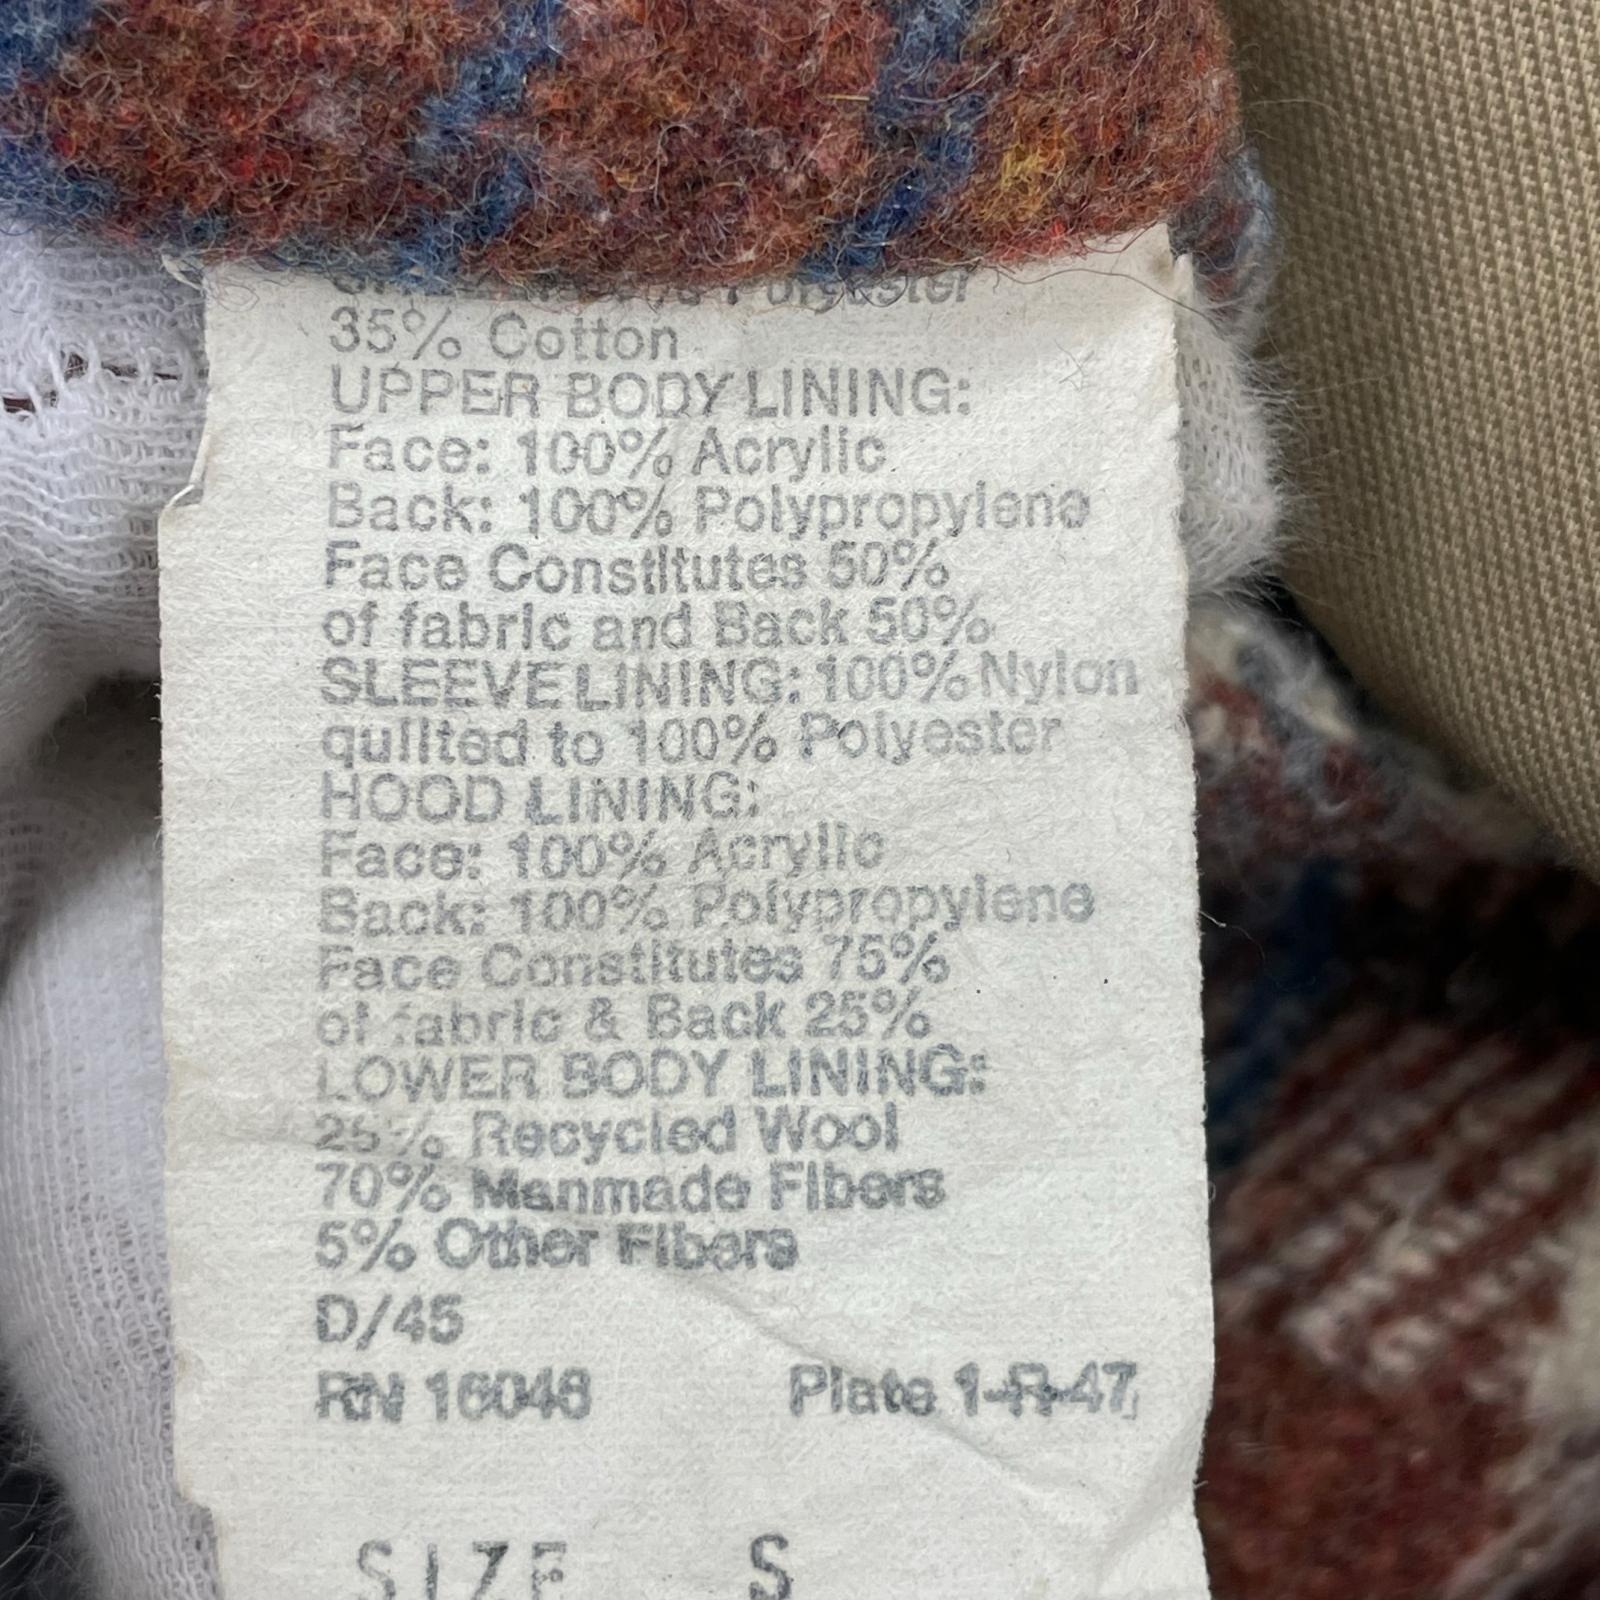 Polyester
35% Cotton
UPPER BODY LINING:
Face: 100% Acrylic
Back: 100% Polypropylene
Face Constitutes 50%
of fabric and Back 50%
SLEEVE LINING: 100% Nylon
quilted to 100% Polyester
HOOD LINING:
Face: 100% Acrylic
Back: 100% Polypropylene
Face Constitutes 75%
of fabric & Back 25%
LOWER BODY LINING:
25% Recycled Wool
70% Manmade Fibers
5% Other Fibers
D/45
RN 16046 Plate 1-R-47
SIZE S